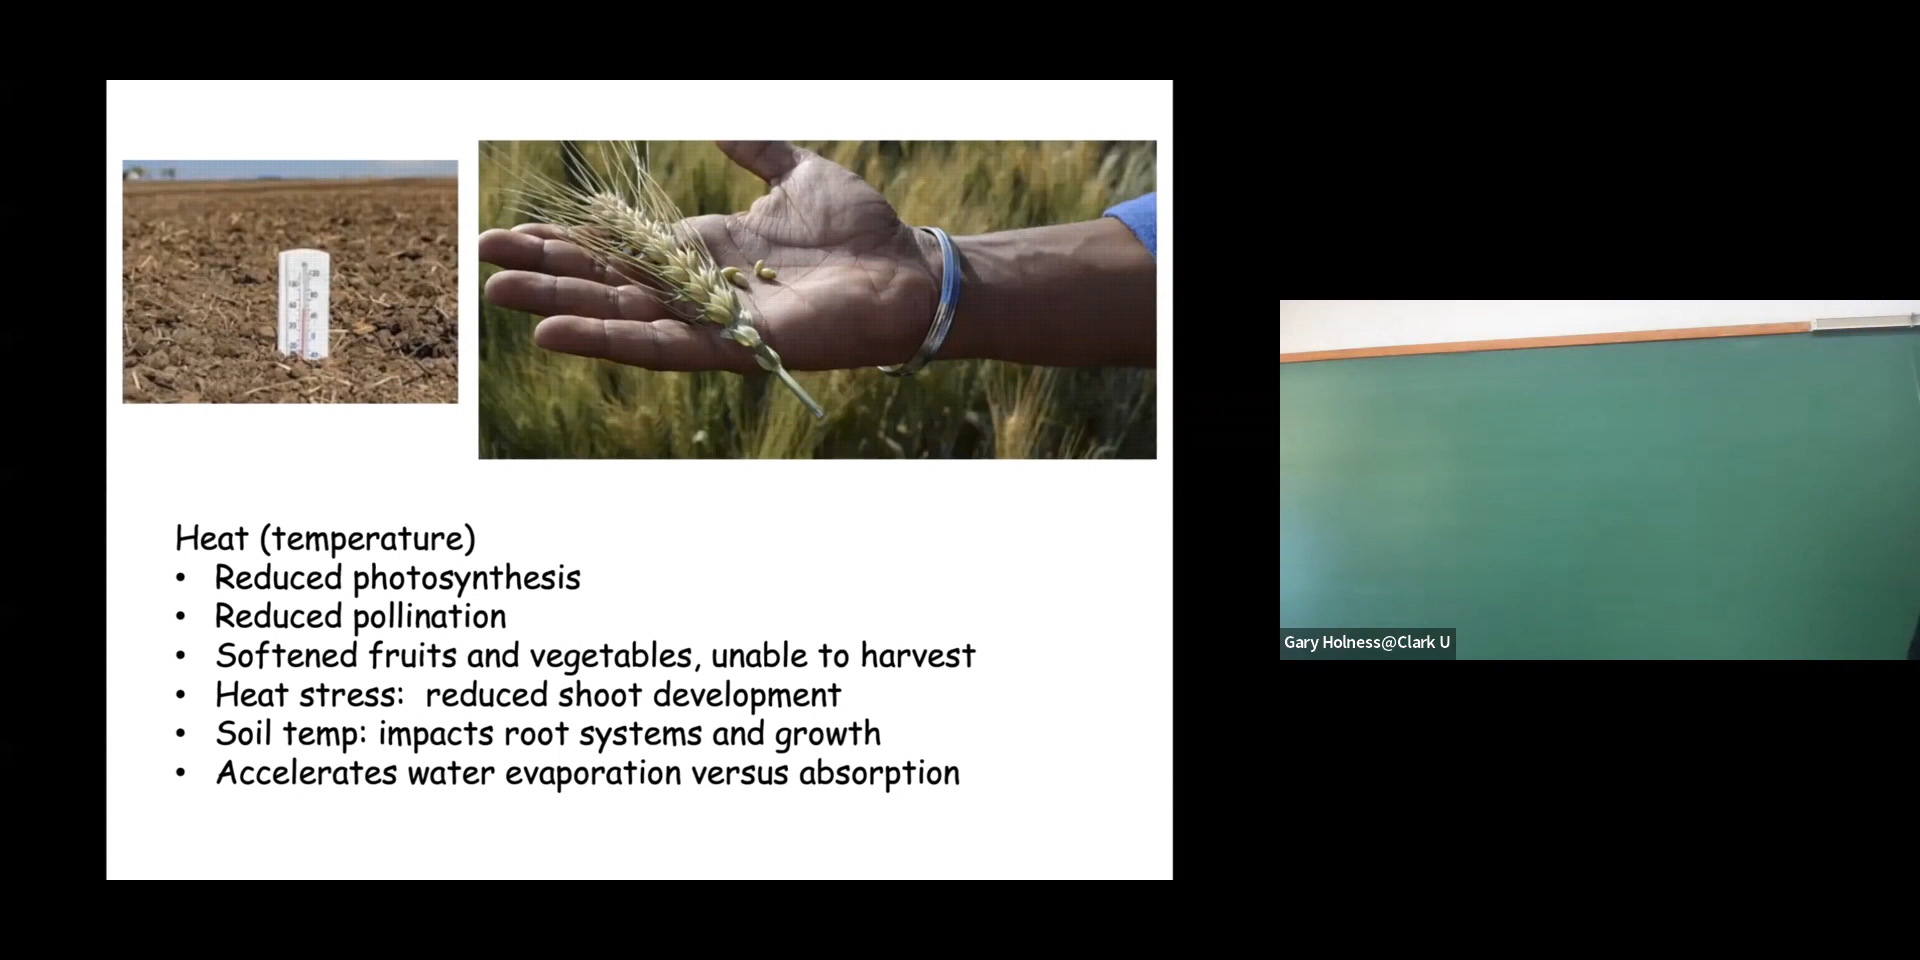 Heat (temperature)
• Reduced photosynthesis
• Reduced pollination
• Softened fruits and vegetables, unable to harvest
• Heat stress:  reduced shoot development
• Soil temp: impacts root systems and growth
• Accelerates water evaporation versus absorption
Gary Holness@Clark U